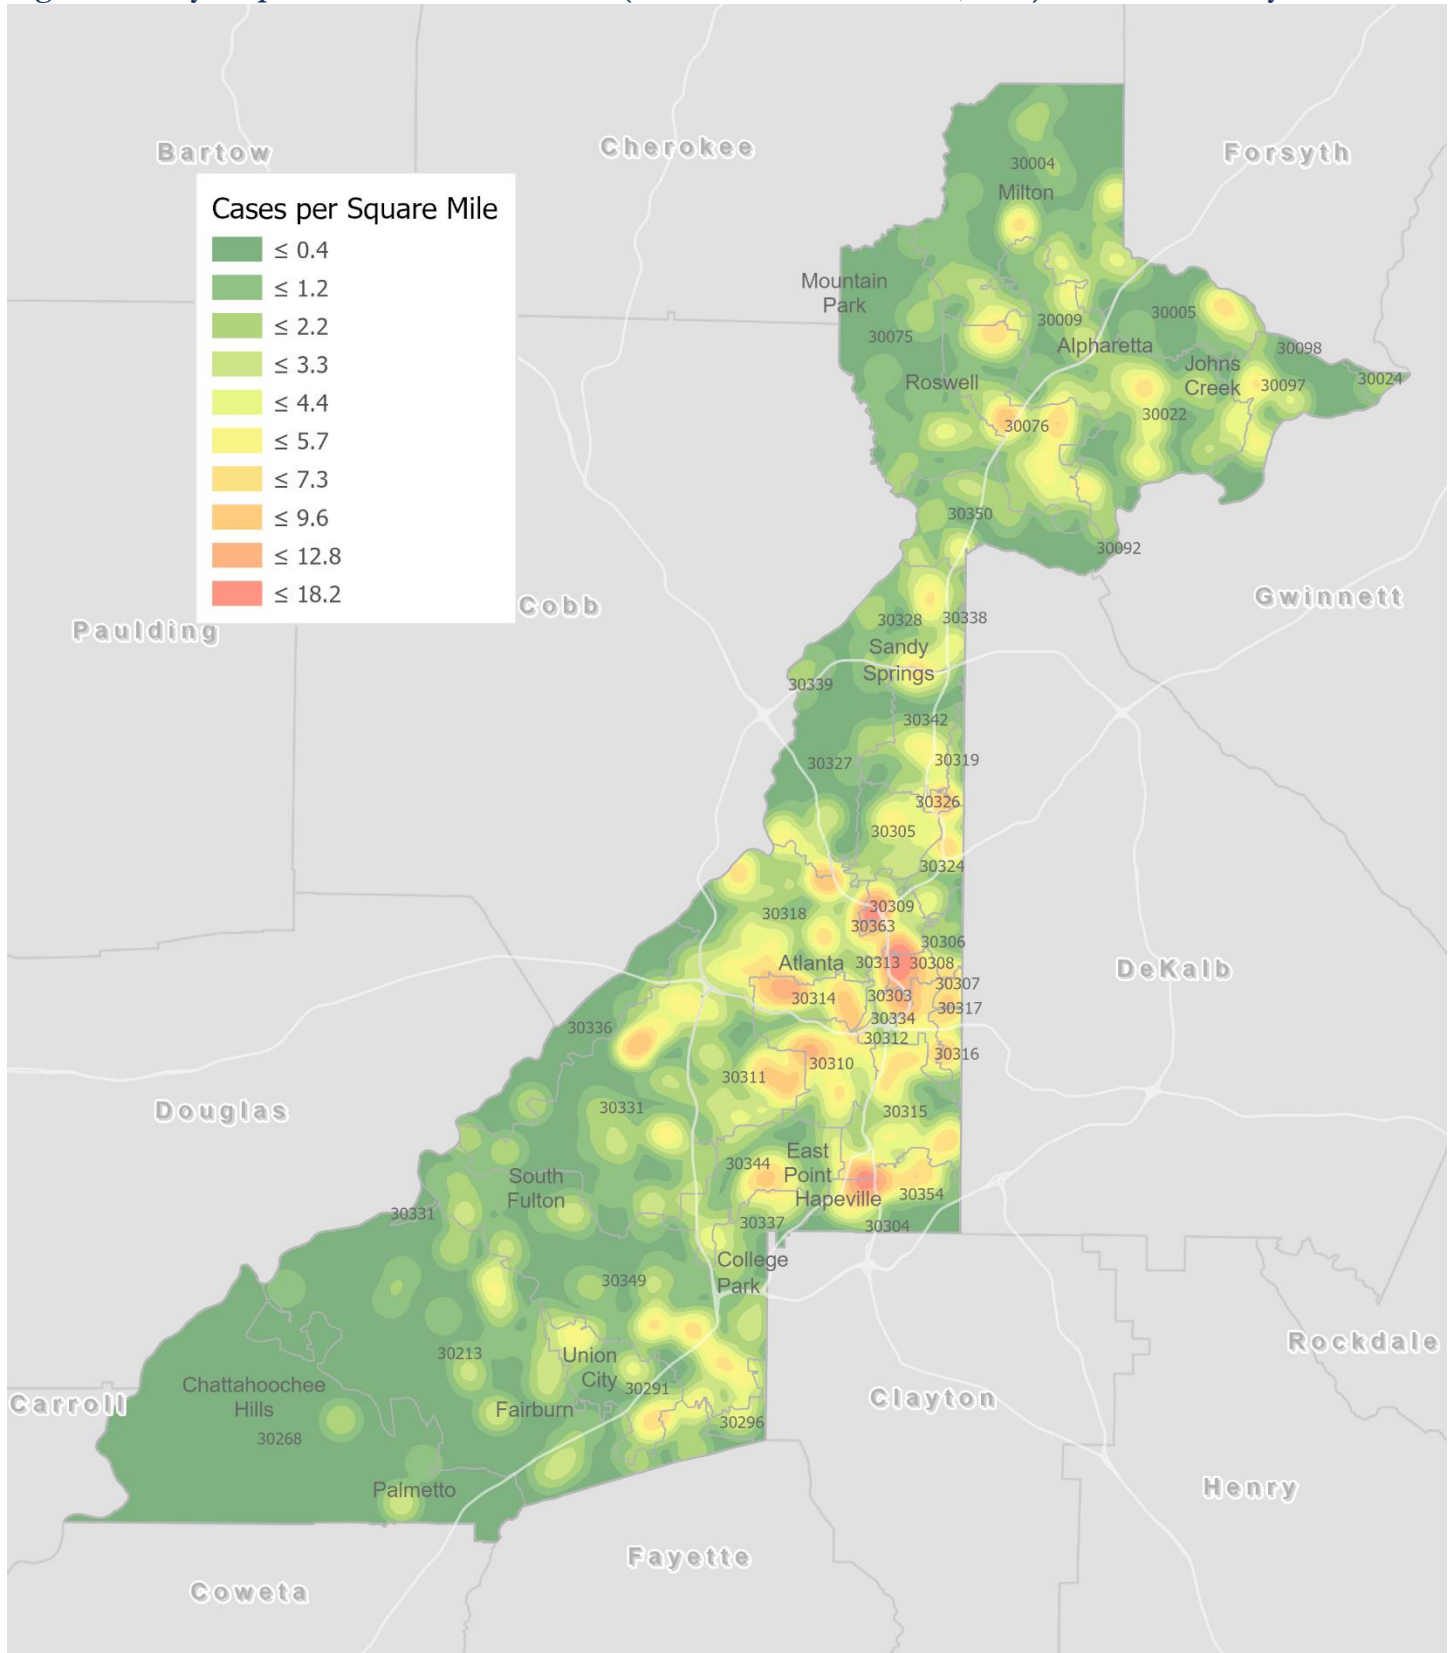 Bartow
Cherokee
Forsyth
Cases per Square Mile
≤ 0.4
≤ 1.2
≤ 2.2
≤ 3.3
≤ 4.4
≤ 5.7
≤ 7.3
≤ 9.6
≤ 12.8
≤ 18.2
30004
Milton
Mountain
Park
30075
30009
30005
Alpharetta
30098
Johns
Creek
30097
30024
Roswell
30022
30076
30350
30092
Gwinnett
Cobb
Paulding
30328
30338
Sandy
Springs
30339
30342
30327
30319
30326
30305
30324
30318
30309
30363
30306
Atlanta
30313
30308
DeKalb
30307
30314
30303
30317
30334
30336
30312
30316
30310
30311
30331
30315
Douglas
East
Point
30344
South
Fulton
Hapeville
30354
30331
30337
30304
College
Park
30349
Rockdale
30213
Union
City
30291
Chattahoochee
Hills
Carroll
Fairburn
30296
Clayton
30268
Palmetto
Henry
Fayette
Coweta